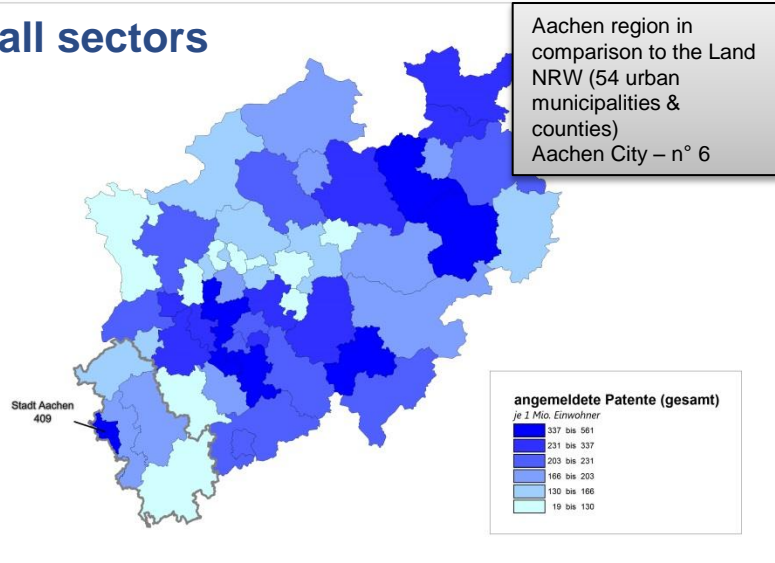 all sectors
Aachen region in
comparison to the Land
NRW (54 urban
municipalities &
counties)
Aachen City – n° 6
Stadt Aachen
409
angemeldete Patente (gesamt)
je 1 Mio. Einwohner
337 bis 561
231 bis 337
203 bis 231
166 bis 203
130 bis 166
19 bis 130